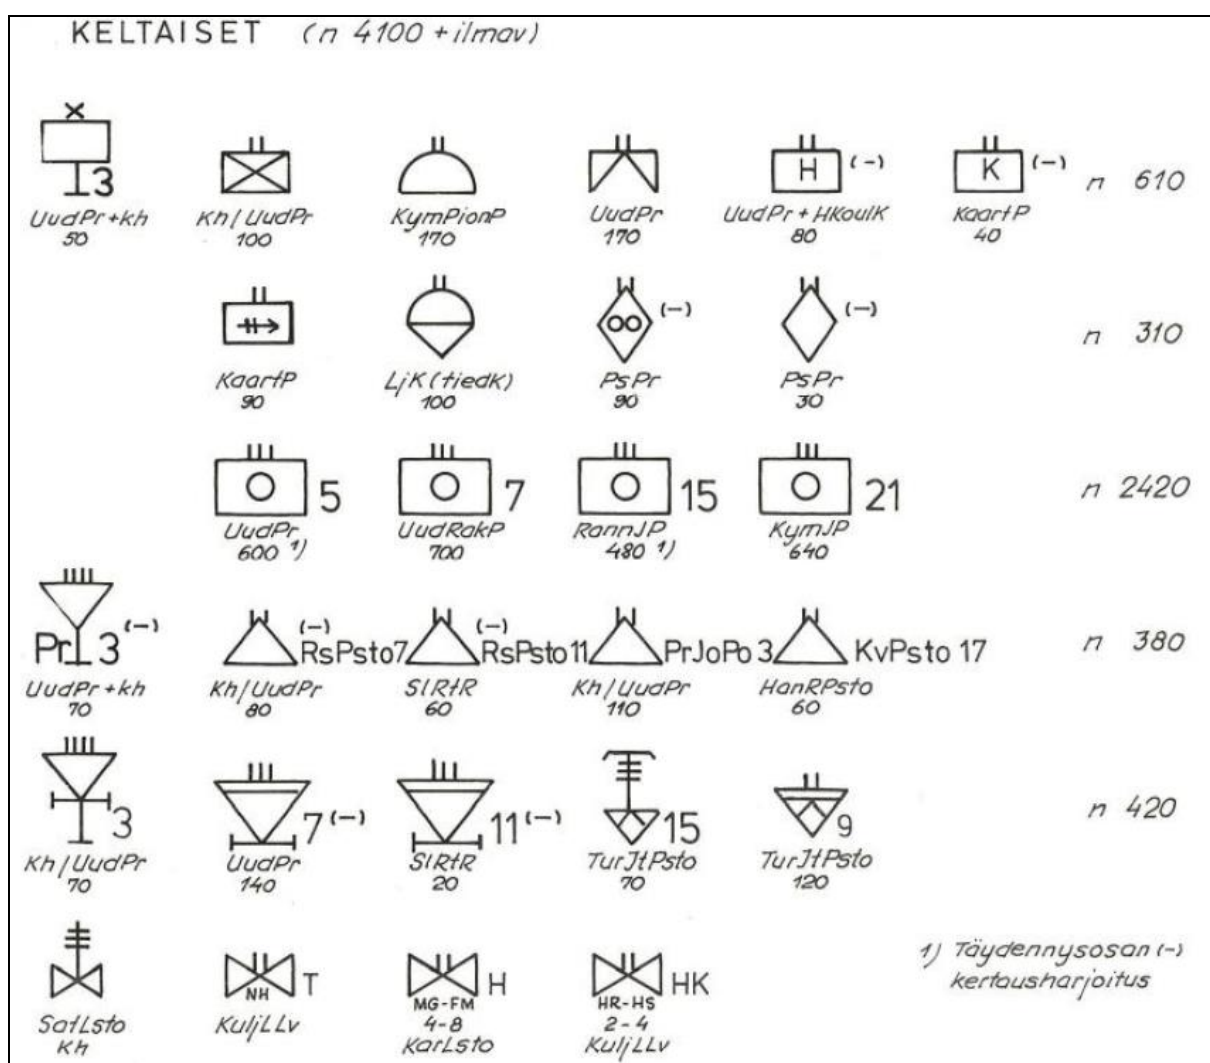 KELTAISET (n 4100 + ilmav)
3
UudPr+kh Kh/UudPr KymPionP UudPr H (-) UudPr + HKoulK K (-) KaartP n 610
50 100 170 170 80 40
(-) (-) n 310
KaartP LjK (tiedK) PsPr PsPr
90 100 90 30
5 7 15 21 n 2420
UudPr UudRakP RannJP KymJP
600 1) 700 480 1) 640
Pr 3 (-) (-) RsPsto 7 (-) RsPsto 11 PrJoPo 3 KvPsto 17 n 380
UudPr+kh Kh/UudPr SlRtR Kh/UudPr HanRPsto
70 80 60 110 60
3 7 (-) 11 (-) 15 9 n 420
Kh/UudPr UudPr SlRtR TurJtPsto TurJtPsto
70 140 20 70 120
NH T MG-FM H HR-HS HK
4-8 2-4
SatLsto KuljLLv KarLsto KuljLLv
Kh
1) Täydennysosan (-)
kertausharjoitus